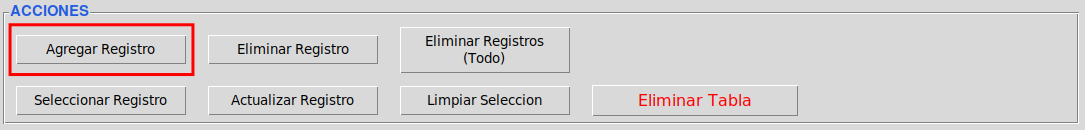 ACCIONES
Agregar Registro
Eliminar Registro
Eliminar Registros
(Todo)
Seleccionar Registro
Actualizar Registro
Limpiar Seleccion
Eliminar Tabla